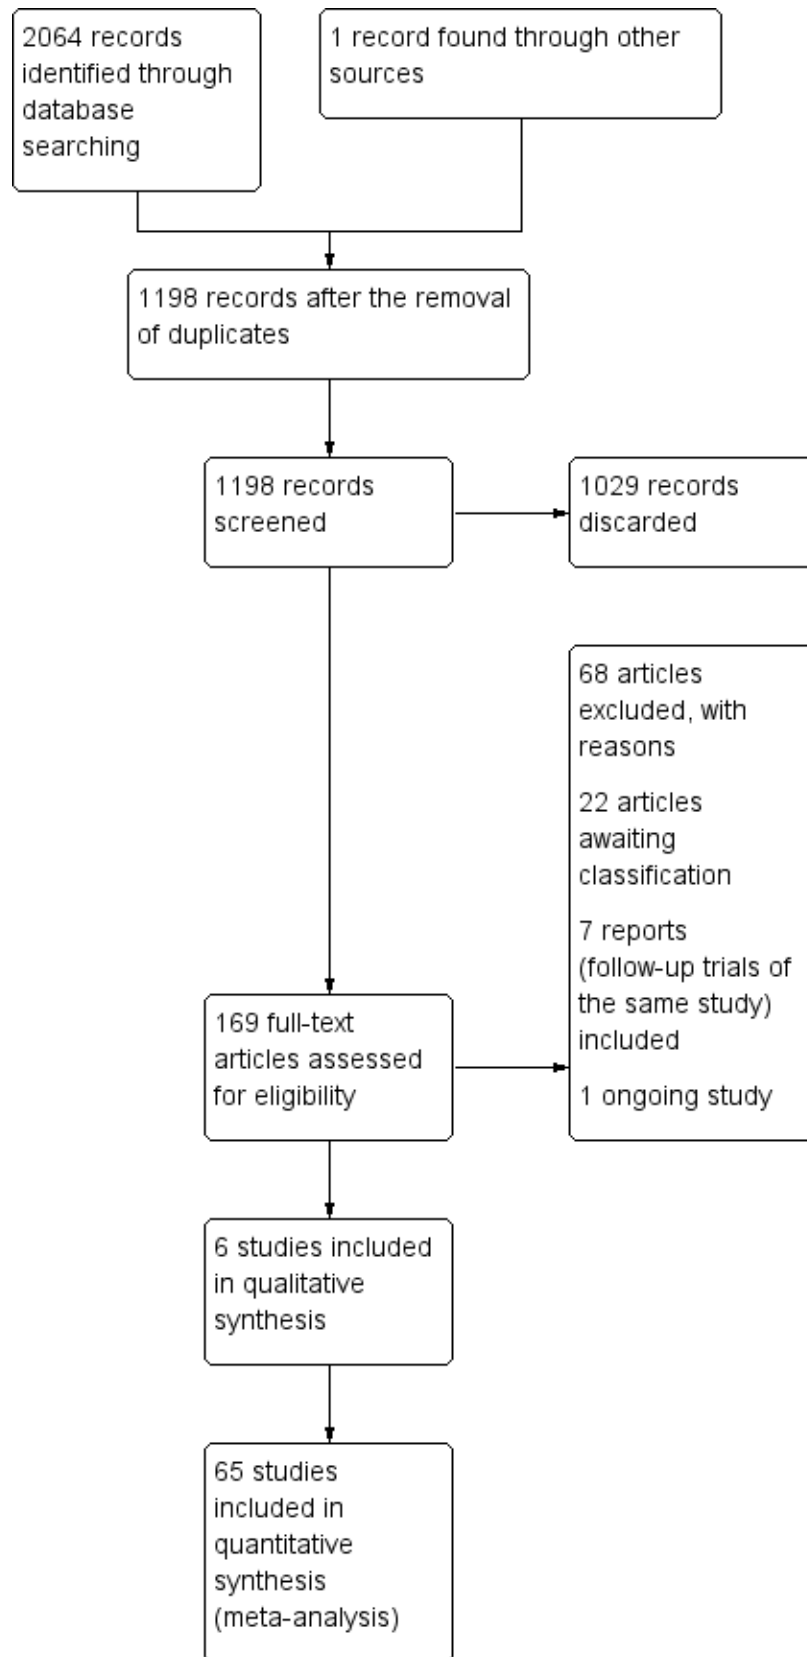 2064 records
identified through
database
searching
1 record found through other
sources
1198 records after the removal
of duplicates
1198 records
screened
1029 records
discarded
68 articles
excluded, with
reasons
22 articles
awaiting
classification
7 reports
(follow-up trials of
the same study)
included
1 ongoing study
169 full-text
articles assessed
for eligibility
6 studies included
in qualitative
synthesis
65 studies
included in
quantitative
synthesis
(meta-analysis)